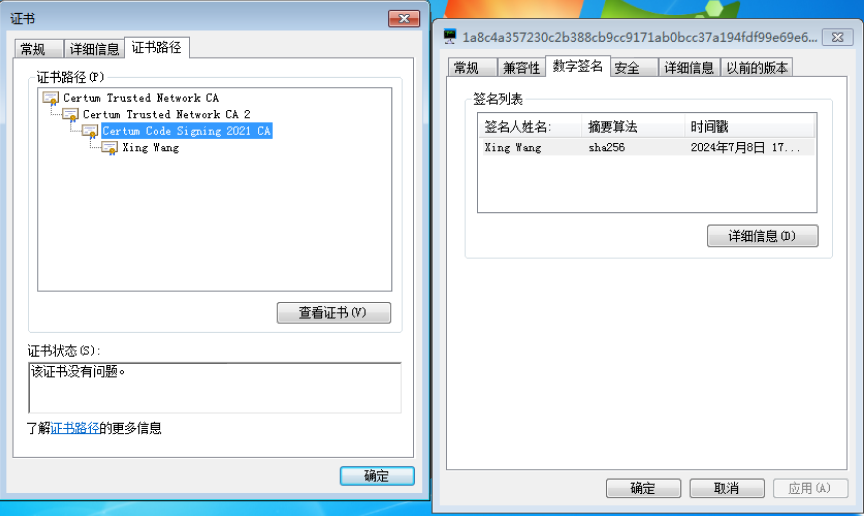 证书
常规 详细信息 证书路径
证书路径(P)
Certum Trusted Network CA
Certum Trusted Network CA 2
Certum Code Signing 2021 CA
Xing Wang
查看证书(V)
证书状态(S):
该证书没有问题。
了解证书路径的更多信息
确定
1a8c4a357230c2b388cb9cc9171ab0bcc37a194fdf99e69e6...
常规 兼容性 数字签名 安全 详细信息 以前的版本
签名列表
签名人姓名: 摘要算法 时间戳
Xing Wang sha256 2024年7月8日 17...
详细信息(D)
确定 取消 应用(A)